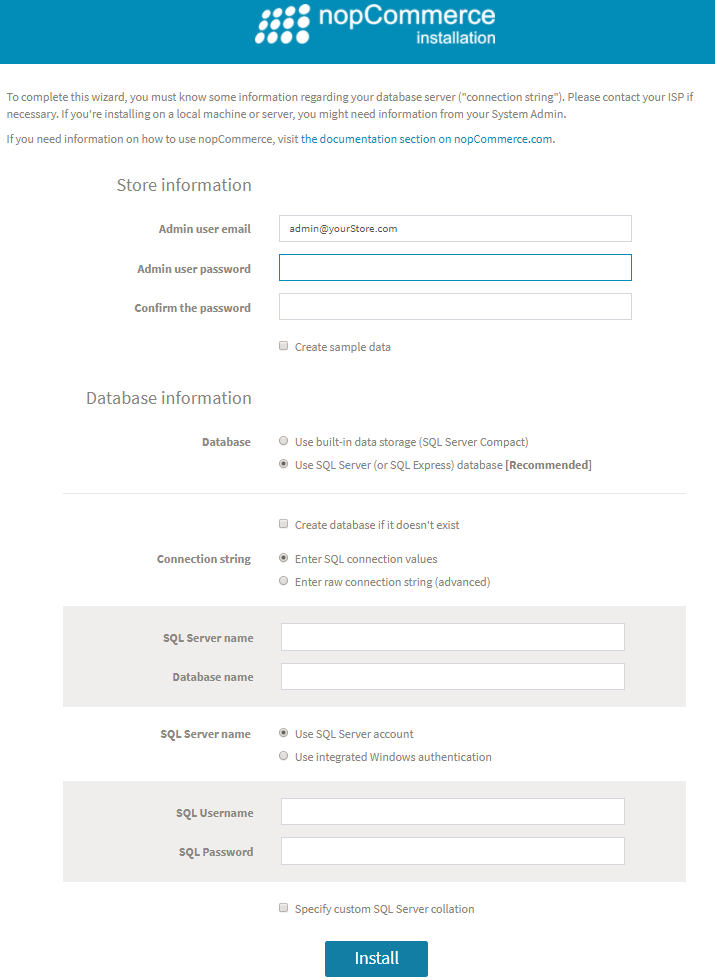 nopCommerce
installation
To complete this wizard, you must know some information regarding your database server ("connection string"). Please contact your ISP if
necessary. If you're installing on a local machine or server, you might need information from your System Admin.
If you need information on how to use nopCommerce, visit the documentation section on nopCommerce.com.
Store information
Admin user email admin@yourStore.com
Admin user password
Confirm the password
Create sample data
Database information
Database Use built-in data storage (SQL Server Compact)
Use SQL Server (or SQL Express) database [Recommended]
Create database if it doesn't exist
Connection string Enter SQL connection values
Enter raw connection string (advanced)
SQL Server name
Database name
SQL Server name Use SQL Server account
Use integrated Windows authentication
SQL Username
SQL Password
Specify custom SQL Server collation
Install